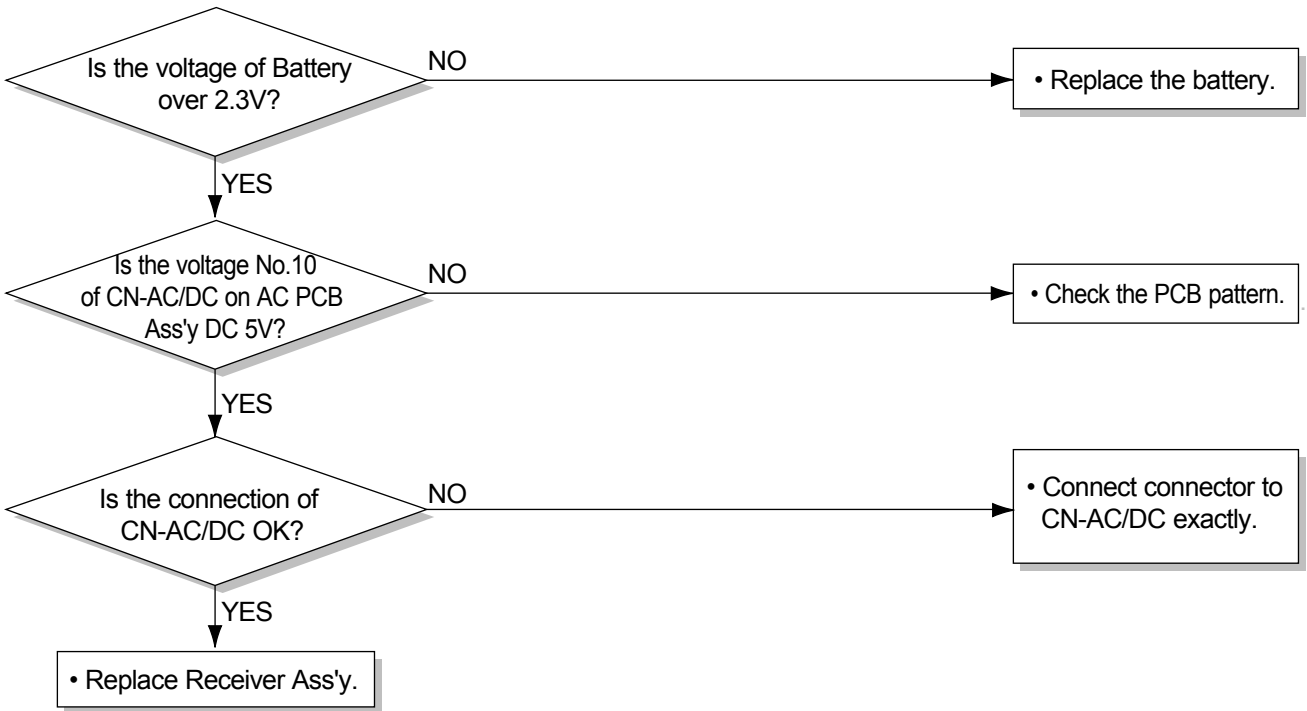 Is the voltage of Battery
over 2.3V?
NO
• Replace the battery.
YES
Is the voltage No.10
of CN-AC/DC on AC PCB
Ass'y DC 5V?
NO
• Check the PCB pattern.
YES
Is the connection of
CN-AC/DC OK?
NO
• Connect connector to
CN-AC/DC exactly.
YES
• Replace Receiver Ass'y.